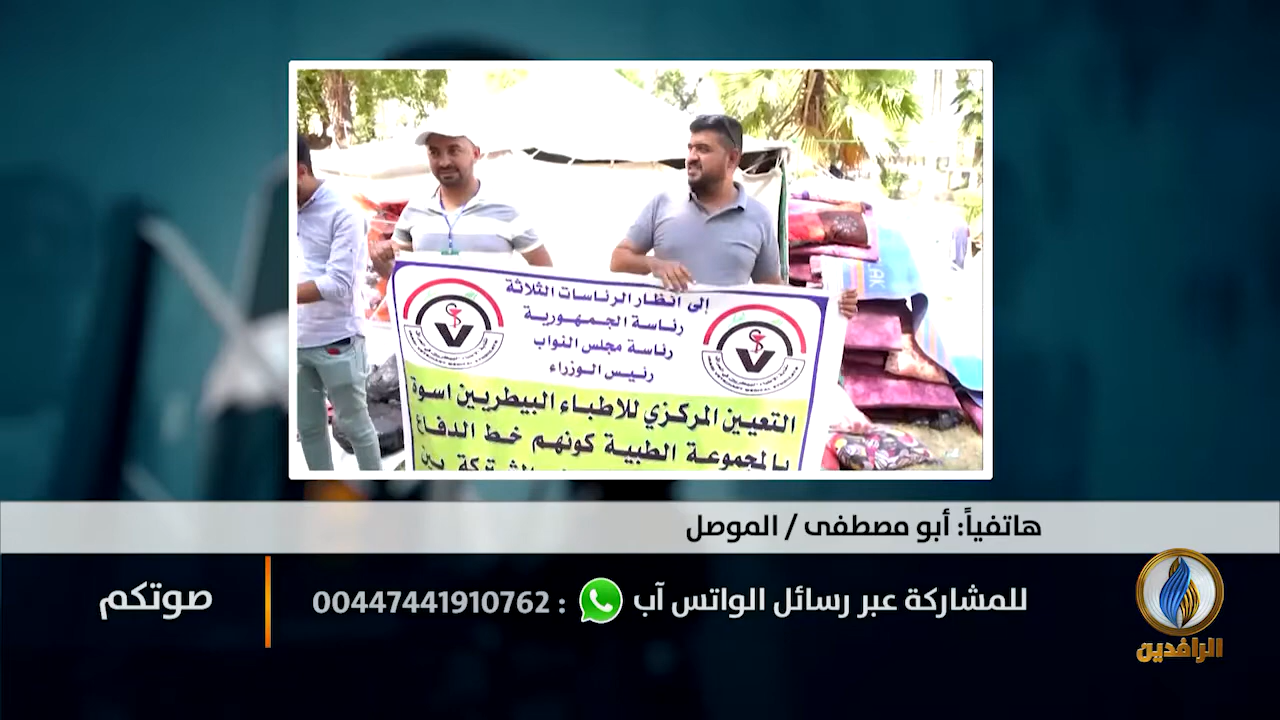 إلى انظار الرئاسات الثلاثة
رئاسة الجمهورية
رئاسة مجلس النواب
رئيس الوزراء
التعيين المركزي للاطباء البيطريين اسوة
بالمجموعة الطبية كونهم خط الدفاع
هاتفياً: أبو مصطفى / الموصل
للمشاركة عبر رسائل الواتس آب : 00447441910762
صوتكم
الرافدين